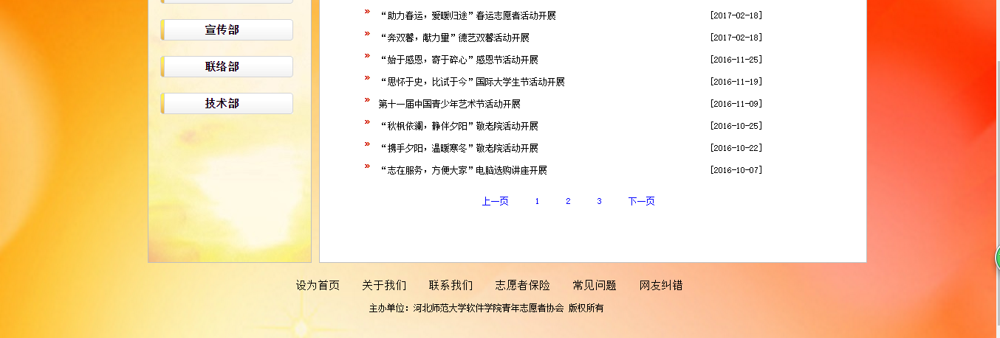 宣传部
联络部
技术部
“助力春运，爱暖归途”春运志愿者活动开展 [2017-02-18]
“奔双馨，献力量”德艺双馨活动开展 [2017-02-18]
“始于感恩，寄于碎心”感恩节活动开展 [2016-11-25]
“思怀于史，比试于今”国际大学生节活动开展 [2016-11-19]
第十一届中国青少年艺术节活动开展 [2016-11-09]
“秋枫依澜，静伴夕阳”敬老院活动开展 [2016-10-25]
“携手夕阳，温暖寒冬”敬老院活动开展 [2016-10-22]
“志在服务，方便大家”电脑选购讲座开展 [2016-10-07]
上一页 1 2 3 下一页
设为首页 关于我们 联系我们 志愿者保险 常见问题 网友纠错
主办单位：河北师范大学软件学院青年志愿者协会 版权所有